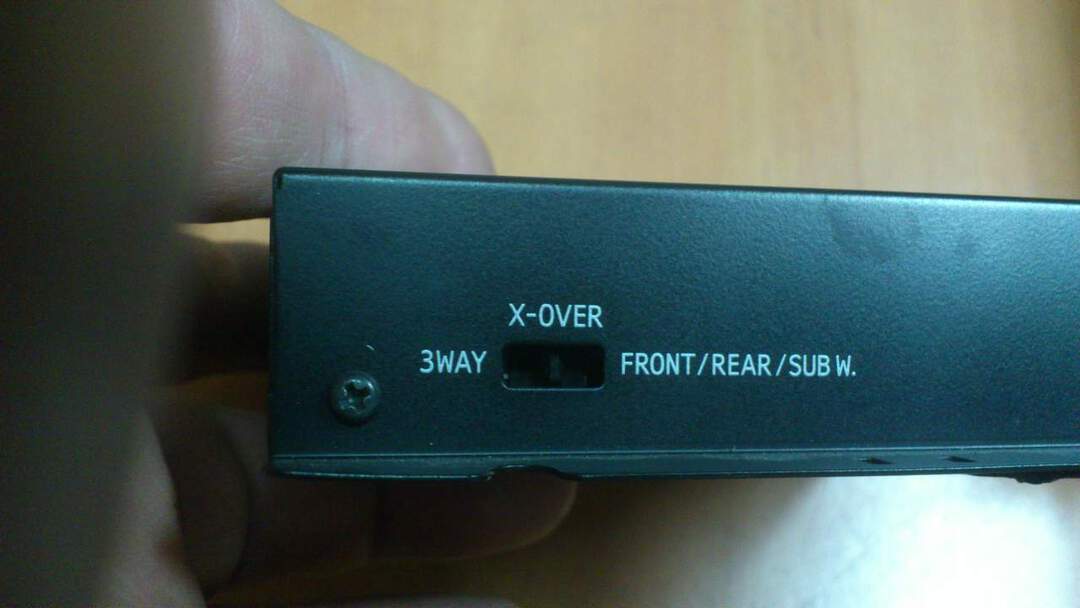 X-OVER
3WAY FRONT/REAR/SUB W.